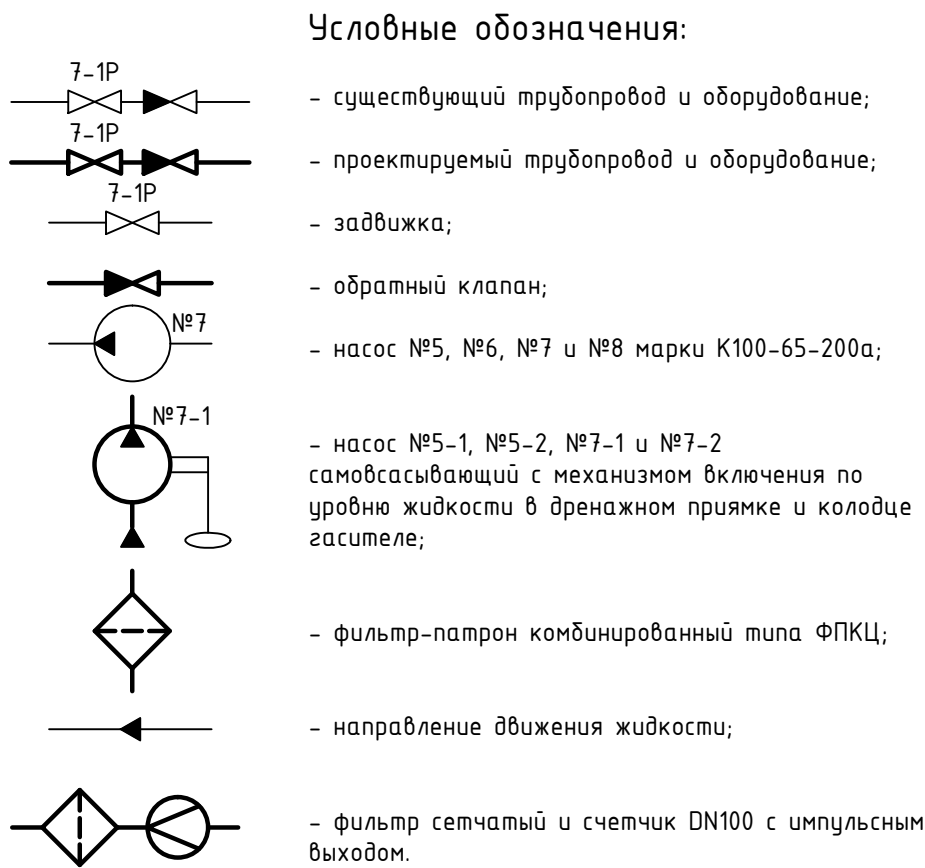 Условные обозначения:
7-1Р
- существующий трубопровод и оборудование;
7-1Р
- проектируемый трубопровод и оборудование;
7-1Р
- задвижка;
- обратный клапан;
№7
- насос №5, №6, №7 и №8 марки К100-65-200а;
№7-1
- насос №5-1, №5-2, №7-1 и №7-2
самовсасывающий с механизмом включения по
уровню жидкости в дренажном приямке и колодце
гасителе;
- фильтр-патрон комбинированный типа ФПКЦ;
- направление движения жидкости;
- фильтр сетчатый и счетчик DN100 с импульсным
выходом.